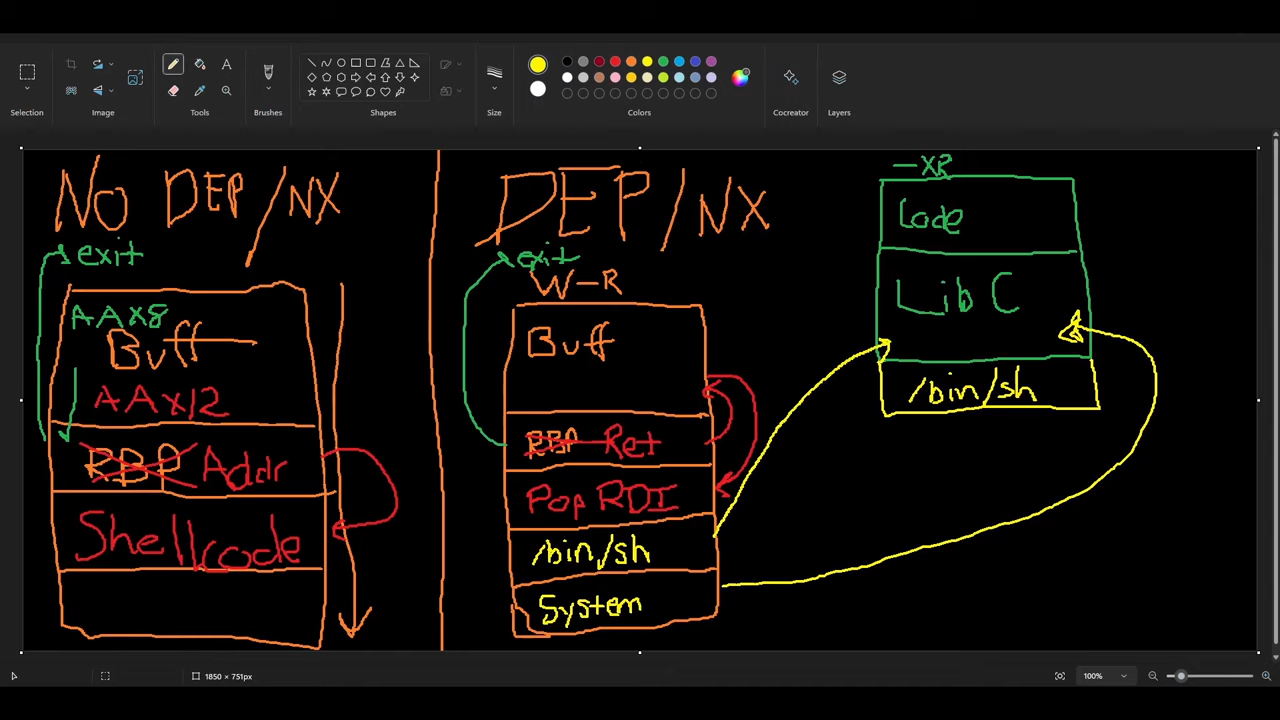 Selection
Image
Tools
Brushes
Shapes
Size
Colors
Cocreator
Layers
NO DEP/NX
exit
AAx8
Buff
AAx12
RBP Addr
Shellcode
DEP/NX
exit
W-R
Buff
RBP Ret
Pop RDI
/bin/sh
System
-XR
Code
Lib C
/bin/sh
1850 × 751px
100%